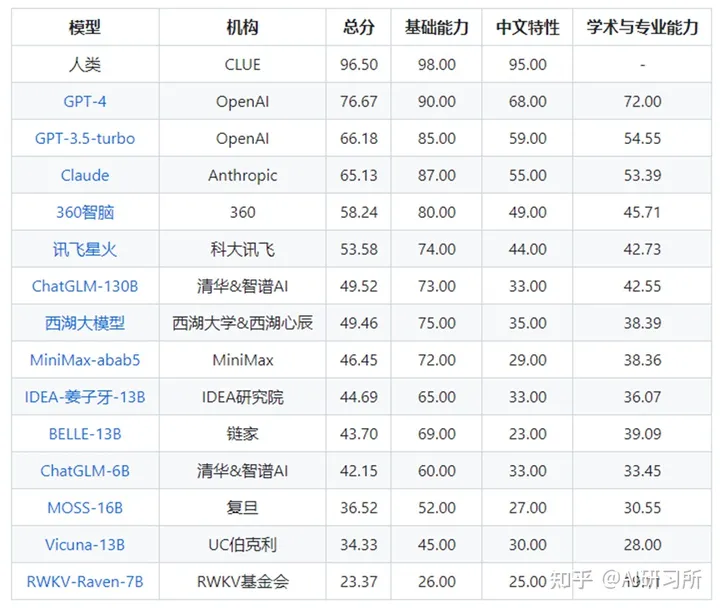 模型 机构 总分 基础能力 中文特性 学术与专业能力
人类 CLUE 96.50 98.00 95.00 -
GPT-4 OpenAI 76.67 90.00 68.00 72.00
GPT-3.5-turbo OpenAI 66.18 85.00 59.00 54.55
Claude Anthropic 65.13 87.00 55.00 53.39
360智脑 360 58.24 80.00 49.00 45.71
讯飞星火 科大讯飞 53.58 74.00 44.00 42.73
ChatGLM-130B 清华&智谱AI 49.52 73.00 33.00 42.55
西湖大模型 西湖大学&西湖心辰 49.46 75.00 35.00 38.39
MiniMax-abab5 MiniMax 46.45 72.00 29.00 38.36
IDEA-姜子牙-13B IDEA研究院 44.69 65.00 33.00 36.07
BELLE-13B 链家 43.70 69.00 23.00 39.09
ChatGLM-6B 清华&智谱AI 42.15 60.00 33.00 33.45
MOSS-16B 复旦 36.52 52.00 27.00 30.55
Vicuna-13B UC伯克利 34.33 45.00 30.00 28.00
RWKV-Raven-7B RWKV基金会 23.37 26.00 25.00
知乎 @AI研习所